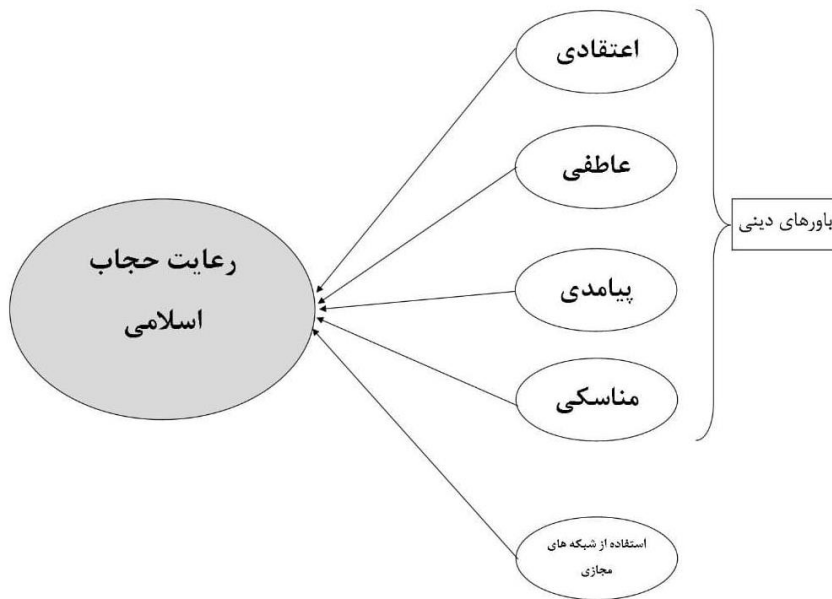 اعتقادی
عاطفی
باورهای دینی
رعایت حجاب
اسلامی
پیامدی
مناسکی
استفاده از شبکه های
مجازی